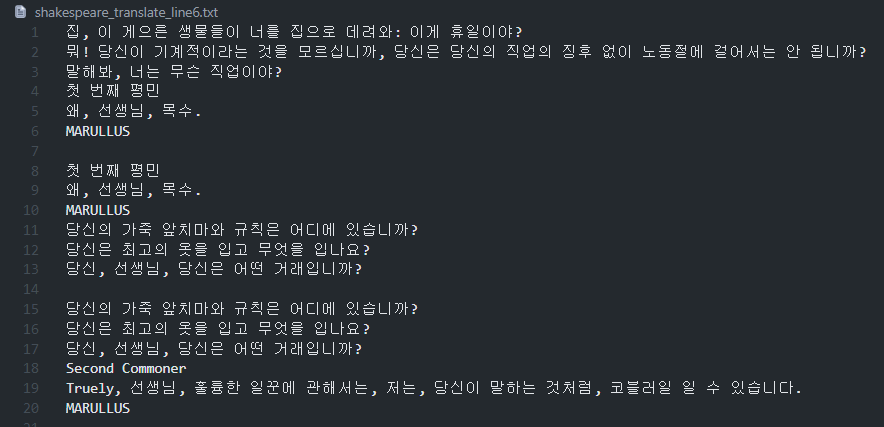 shakespeare_translate_line6.txt
1 집, 이 게으른 생물들이 너를 집으로 데려와: 이게 휴일이야?
2 뭐! 당신이 기계적이라는 것을 모르십니까, 당신은 당신의 직업의 징후 없이 노동절에 걸어서는 안 됩니까?
3 말해봐, 너는 무슨 직업이야?
4 첫 번째 평민
5 왜, 선생님, 목수.
6 MARULLUS
7
8 첫 번째 평민
9 왜, 선생님, 목수.
10 MARULLUS
11 당신의 가죽 앞치마와 규칙은 어디에 있습니까?
12 당신은 최고의 옷을 입고 무엇을 입나요?
13 당신, 선생님, 당신은 어떤 거래입니까?
14
15 당신의 가죽 앞치마와 규칙은 어디에 있습니까?
16 당신은 최고의 옷을 입고 무엇을 입나요?
17 당신, 선생님, 당신은 어떤 거래입니까?
18 Second Commoner
19 Truely, 선생님, 훌륭한 일꾼에 관해서는, 저는, 당신이 말하는 것처럼, 코블러일 일 수 있습니다.
20 MARULLUS